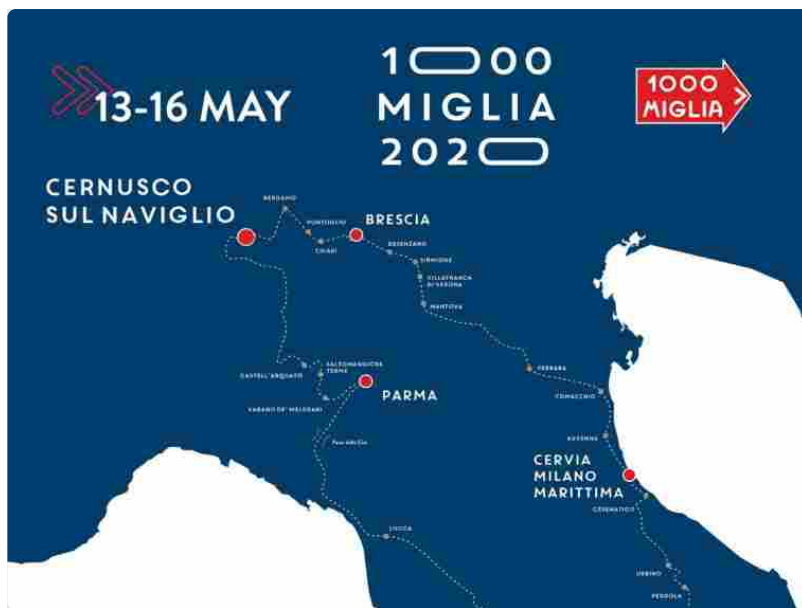 13-16 MAY
1000
MIGLIA
2020
1000
MIGLIA
CERNUSCO
SUL NAVIGLIO
BERGAMO
PONTOGLIO
CHIARI
BRESCIA
DESENZANO
SIRMIONE
VILLAFRANCA
DI VERONA
MANTOVA
FERRARA
COMACCHIO
RAVENNA
CERVIA
MILANO
MARITTIMA
CESENATICO
URBINO
PERGOLA
CASTELL'ARQUATO
SALSOMAGGIORE
TERME
VARANO DE' MELEGARI
PARMA
LUCCA